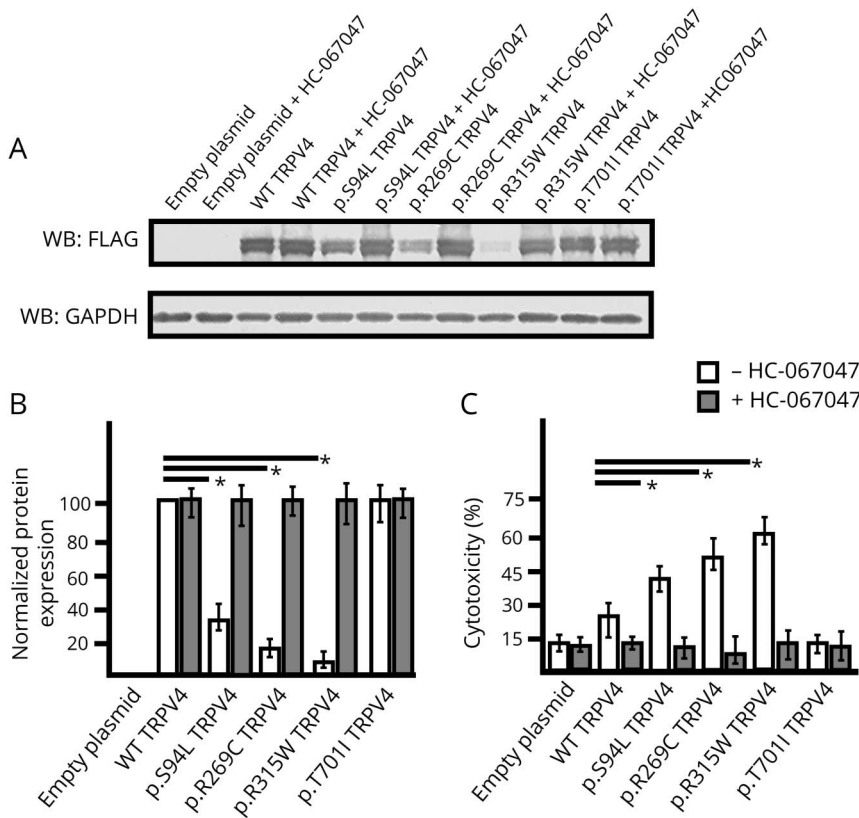 A
Empty plasmid
Empty plasmid + HC-067047
WT TRPV4
WT TRPV4 + HC-067047
p.S94L TRPV4
p.S94L TRPV4 + HC-067047
p.R269C TRPV4
p.R269C TRPV4 + HC-067047
p.R315W TRPV4
p.R315W TRPV4 + HC-067047
p.T701I TRPV4
p.T701I TRPV4 +HC067047
WB: FLAG
WB: GAPDH
– HC-067047
+ HC-067047
B
Normalized protein
expression
100
80
60
40
20
*
*
*
Empty plasmid
WT TRPV4
p.S94L TRPV4
p.R269C TRPV4
p.R315W TRPV4
p.T701I TRPV4
C
Cytotoxicity (%)
75
60
45
30
15
*
*
*
Empty plasmid
WT TRPV4
p.S94L TRPV4
p.R269C TRPV4
p.R315W TRPV4
p.T701I TRPV4